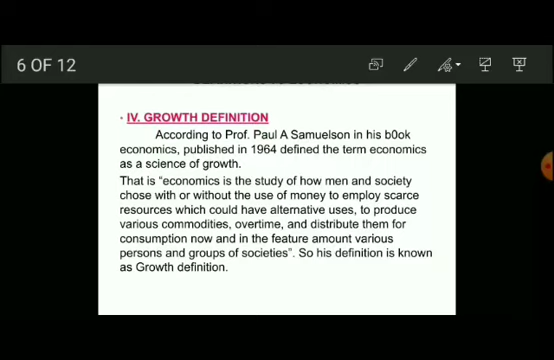 6 OF 12
IV. GROWTH DEFINITION
According to Prof. Paul A Samuelson in his b0ok
economics, published in 1964 defined the term economics
as a science of growth.
That is “economics is the study of how men and society
chose with or without the use of money to employ scarce
resources which could have alternative uses, to produce
various commodities, overtime, and distribute them for
consumption now and in the feature amount various
persons and groups of societies”. So his definition is known
as Growth definition.